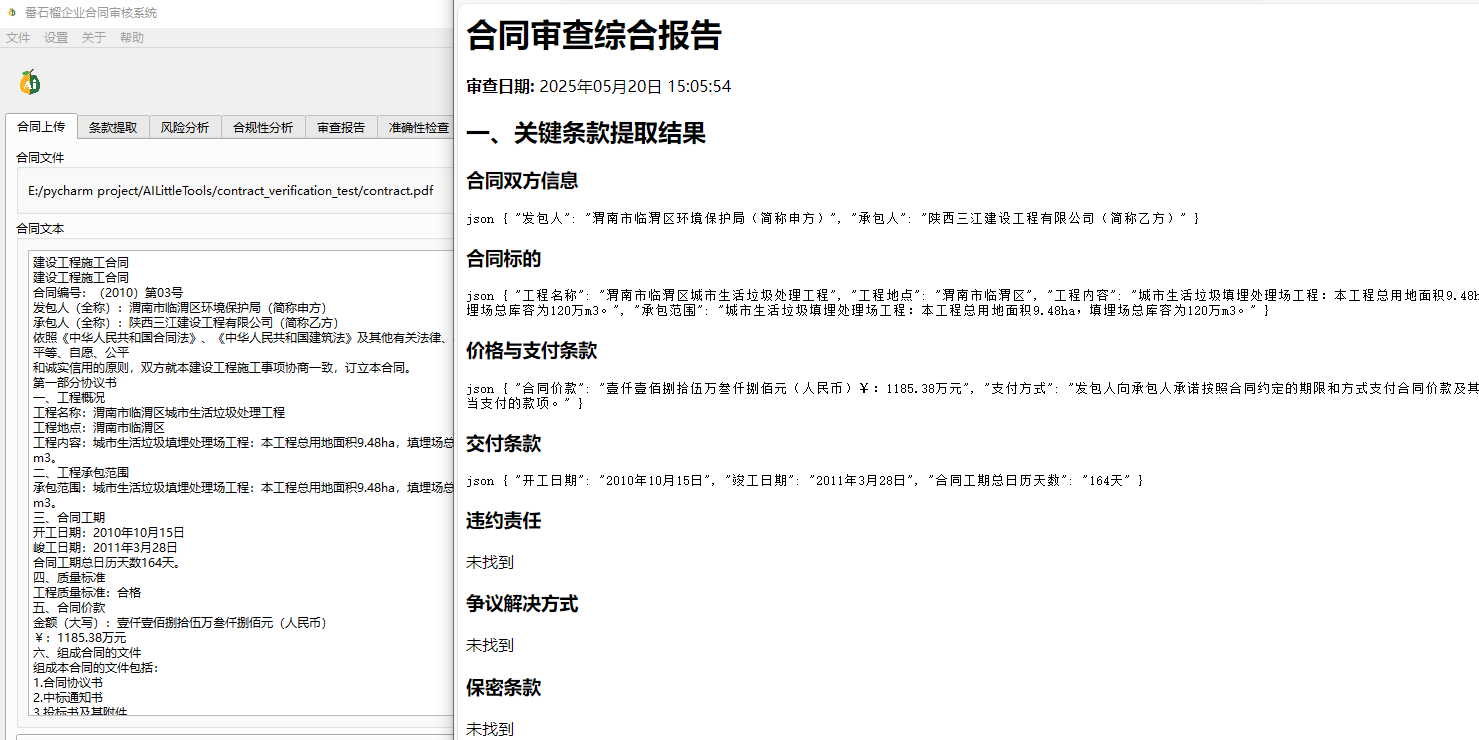 番石榴企业合同审核系统
文件 设置 关于 帮助
Ai
合同上传 条款提取 风险分析 合规性分析 审查报告 准确性检查
合同文件
E:/pycharm project/AILittleTools/contract_verification_test/contract.pdf
合同文本
建设工程施工合同
建设工程施工合同
合同编号：（2010）第03号
发包人（全称）：渭南市临渭区环境保护局（简称申方）
承包人（全称）：陕西三江建设工程有限公司（简称乙方）
依照《中华人民共和国合同法》、《中华人民共和国建筑法》及其他有关法律、
平等、自愿、公平
和诚实信用的原则，双方就本建设工程施工事项协商一致，订立本合同。
第一部分协议书
一、工程概况
工程名称：渭南市临渭区城市生活垃圾处理工程
工程地点：渭南市临渭区
工程内容：城市生活垃圾填埋处理场工程：本工程总用地面积9.48ha，填埋场总
m3。
二、工程承包范围
承包范围：城市生活垃圾填埋处理场工程：本工程总用地面积9.48ha，填埋场总
m3。
三、合同工期
开工日期：2010年10月15日
峻工日期：2011年3月28日
合同工期总日历天数164天。
四、质量标准
工程质量标准：合格
五、合同价款
金额（大写）：壹仟壹佰捌拾伍万叁仟捌佰元（人民币）
￥：1185.38万元
六、组成合同的文件
组成本合同的文件包括：
1.合同协议书
2.中标通知书
3.投标书及其附件
合同审查综合报告
审查日期: 2025年05月20日 15:05:54
一、关键条款提取结果
合同双方信息
json { "发包人": "渭南市临渭区环境保护局（简称申方）", "承包人": "陕西三江建设工程有限公司（简称乙方）" }
合同标的
json { "工程名称": "渭南市临渭区城市生活垃圾处理工程", "工程地点": "渭南市临渭区", "工程内容": "城市生活垃圾填埋处理场工程：本工程总用地面积9.48h
埋场总库容为120万m3。", "承包范围": "城市生活垃圾填埋处理场工程：本工程总用地面积9.48ha，填埋场总库容为120万m3。" }
价格与支付条款
json { "合同价款": "壹仟壹佰捌拾伍万叁仟捌佰元（人民币）￥：1185.38万元", "支付方式": "发包人向承包人承诺按照合同约定的期限和方式支付合同价款及其
当支付的款项。" }
交付条款
json { "开工日期": "2010年10月15日", "竣工日期": "2011年3月28日", "合同工期总日历天数": "164天" }
违约责任
未找到
争议解决方式
未找到
保密条款
未找到